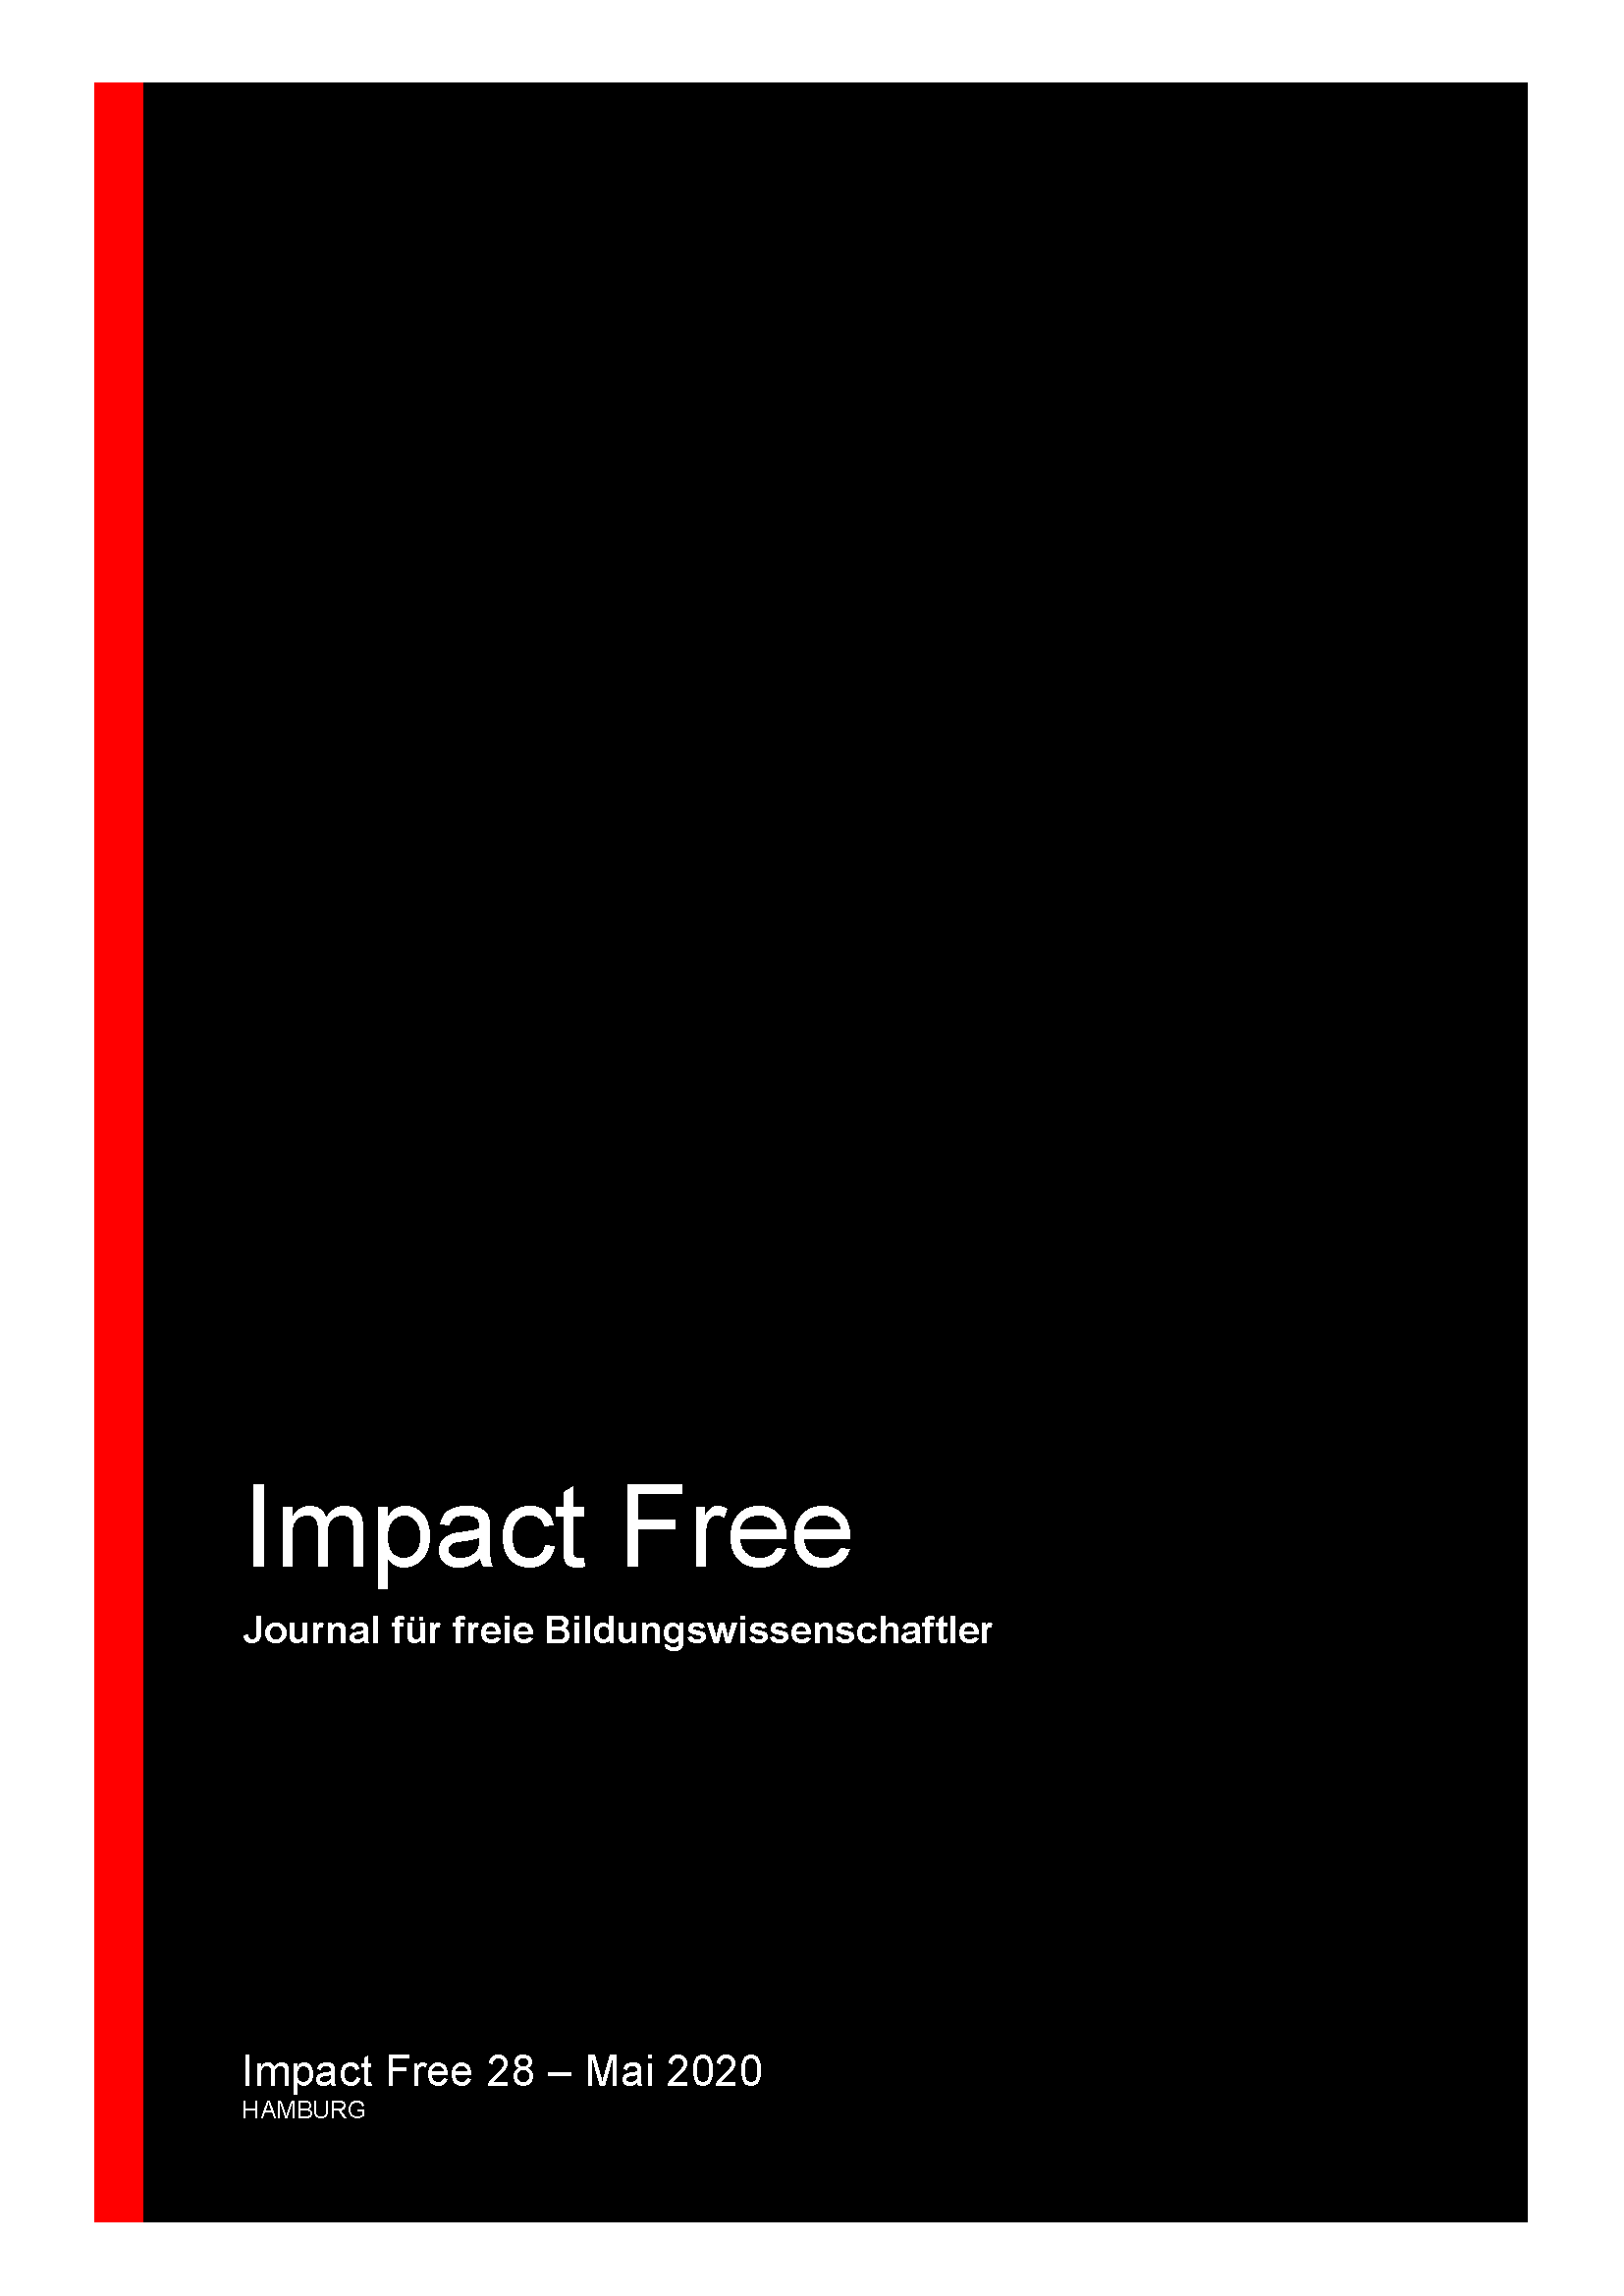 Impact Free
Journal für freie Bildungswissenschaftler
Impact Free 28 – Mai 2020
HAMBURG